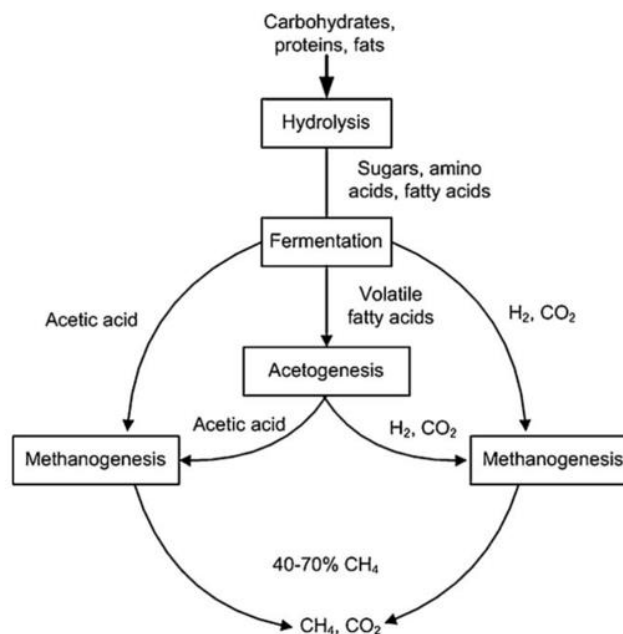 Carbohydrates,
proteins, fats
Hydrolysis
Sugars, amino
acids, fatty acids
Fermentation
Volatile
fatty acids
Acetic acid
H₂, CO₂
Acetogenesis
Acetic acid
H₂, CO₂
Methanogenesis
Methanogenesis
40-70% CH₄
CH₄, CO₂